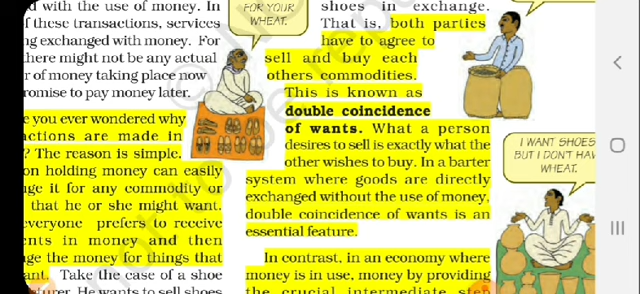 with the use of money. In
f these transactions, services
ng exchanged with money. For
here might not be any actual
r of money taking place now
romise to pay money later.
e you ever wondered why
ctions are made in
? The reason is simple.
on holding money can easily
ge it for any commodity or
that he or she might want.
everyone prefers to receive
nts in money and then
ge the money for things that
ant. Take the case of a shoe
turer. He wants to sell shoes
FOR YOUR
WHEAT.
shoes in exchange.
That is, both parties
have to agree to
sell and buy each
others commodities.
This is known as
double coincidence
of wants. What a person
desires to sell is exactly what the
other wishes to buy. In a barter
system where goods are directly
exchanged without the use of money,
double coincidence of wants is an
essential feature.
In contrast, in an economy where
money is in use, money by providing
the crucial intermediate step
I WANT SHOES
BUT I DON'T HAV
WHEAT.